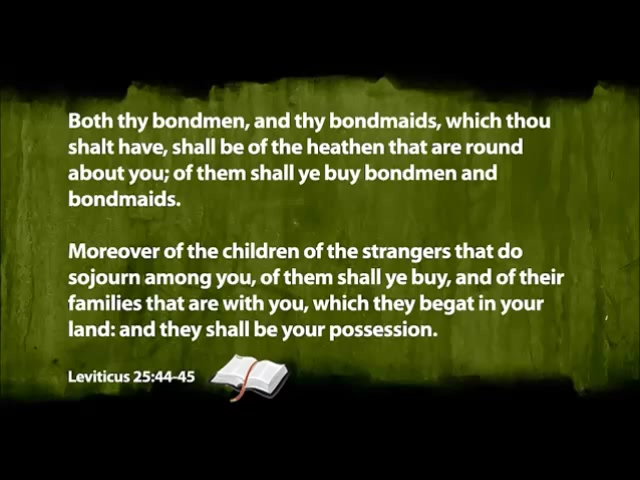 Both thy bondmen, and thy bondmaids, which thou
shalt have, shall be of the heathen that are round
about you; of them shall ye buy bondmen and
bondmaids.
Moreover of the children of the strangers that do
sojourn among you, of them shall ye buy, and of their
families that are with you, which they begat in your
land: and they shall be your possession.
Leviticus 25:44-45